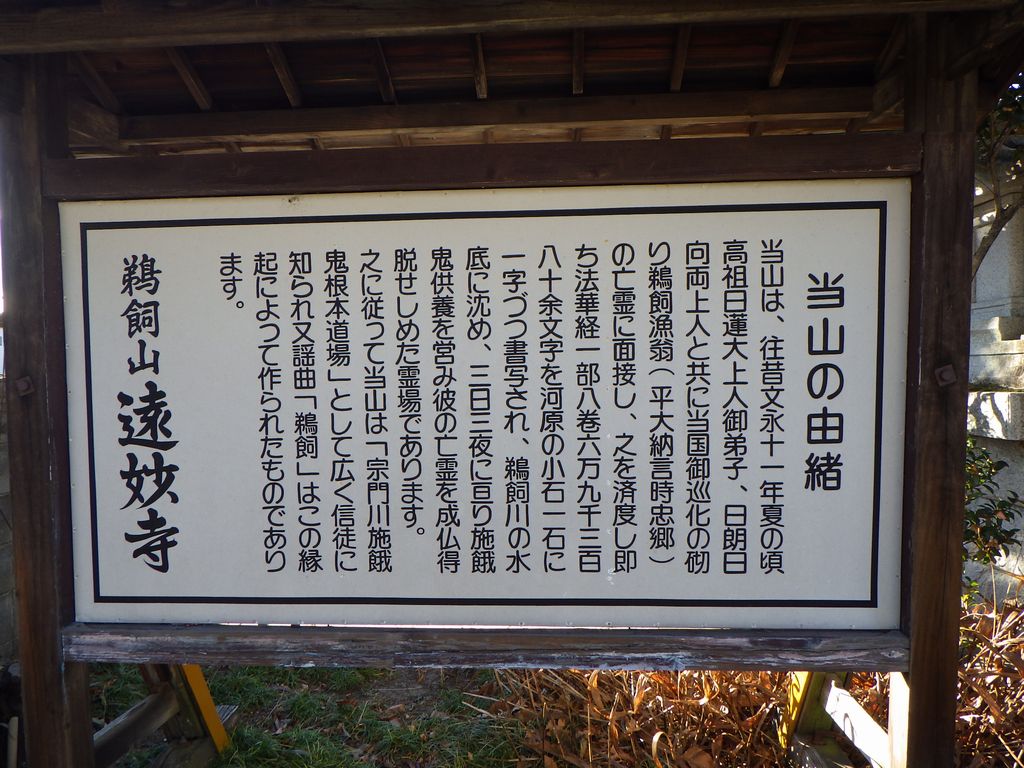 当山の由緒
当山は、往昔文永十一年夏の頃
高祖日蓮大上人御弟子、日朗日
向両上人と共に当国御巡化の砌
り鵜飼漁翁(平大納言時忠郷)
の亡霊に面接し、之を済度し即
ち法華経一部八巻六万九千三百
八十余文字を河原の小石一石に
一字づつ書写され、鵜飼川の水
底に沈め、三日三夜に亘り施餓
鬼供養を営み彼の亡霊を成仏得
脱せしめた霊場であります。
之に従って当山は「宗門川施餓
鬼根本道場」として広く信徒に
知られ又謡曲「鵜飼」はこの縁
起によって作られたものであり
ます。
鵜飼山遠妙寺